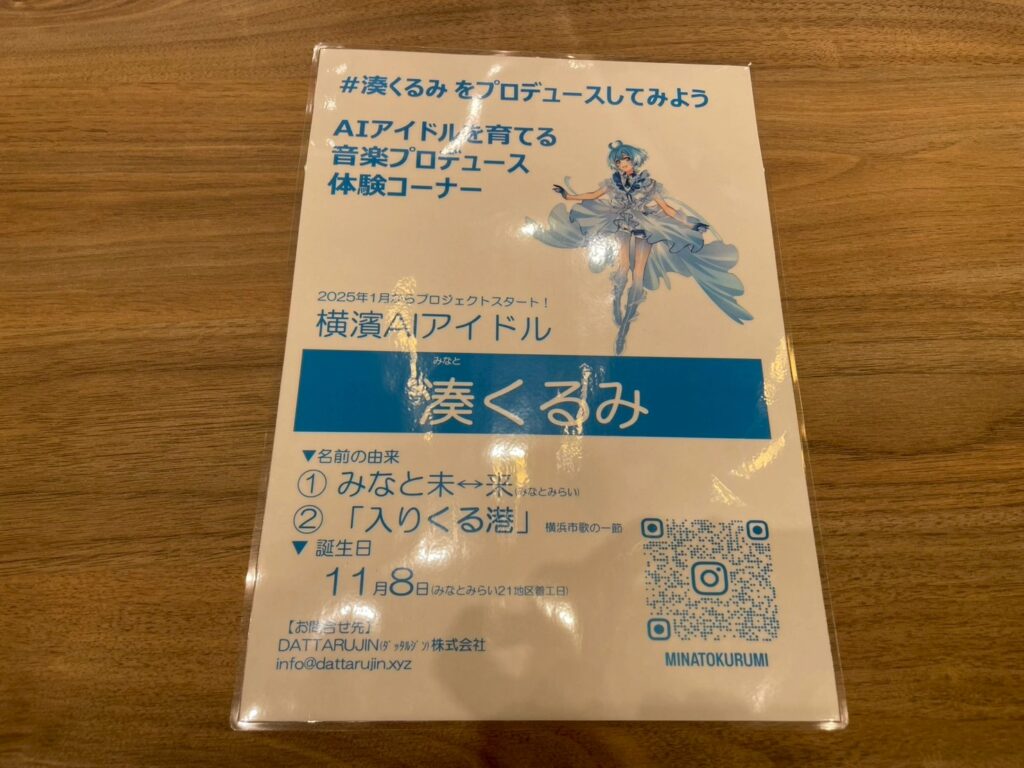 #湊くるみ をプロデュースしてみよう
AIアイドルを育てる
音楽プロデュース
体験コーナー
2025年1月からプロジェクトスタート！
横濱AIアイドル
みなと
湊くるみ
▼名前の由来
① みなと未↔来(みなとみらい)
② 「入りくる港」 横浜市歌の一節
▼ 誕生日
11月8日(みなとみらい21地区着工日)
【お問合せ先】
DATTARUJIN(ﾀﾞｯﾀﾙｼﾞﾝ)株式会社
info@dattarujin.xyz
MINATOKURUMI